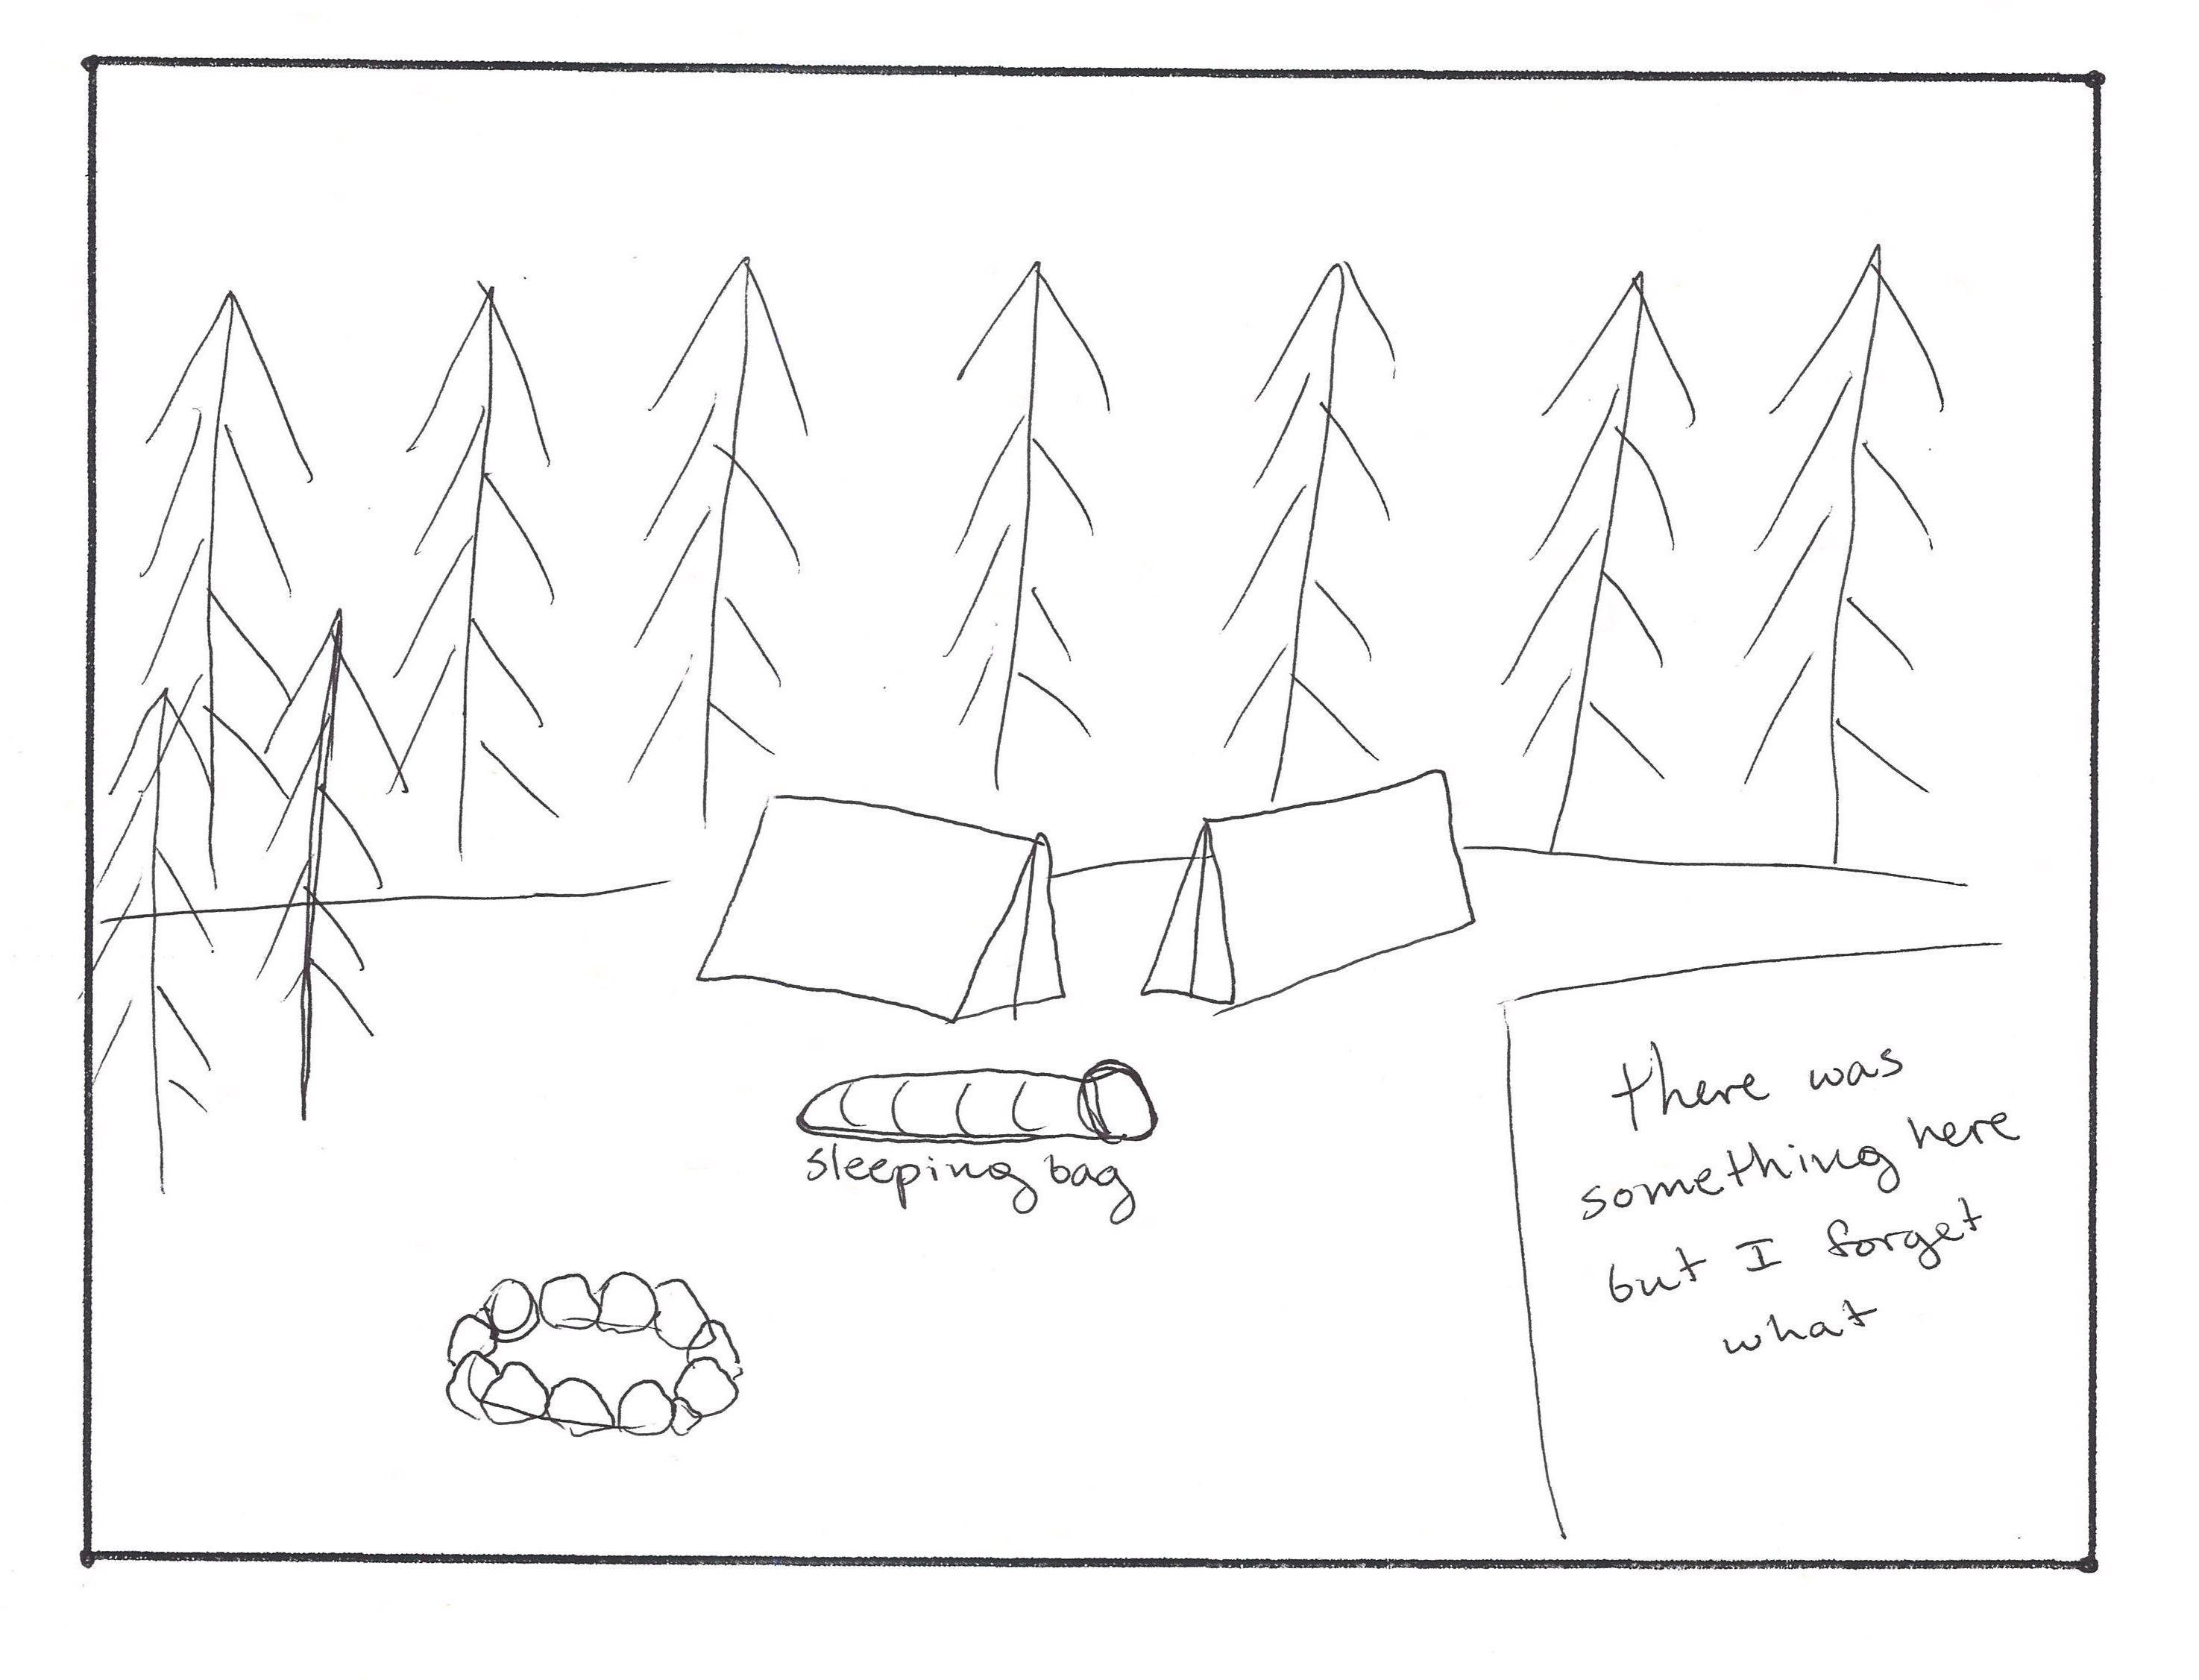 sleeping bag
there was
something here
but I forget
what